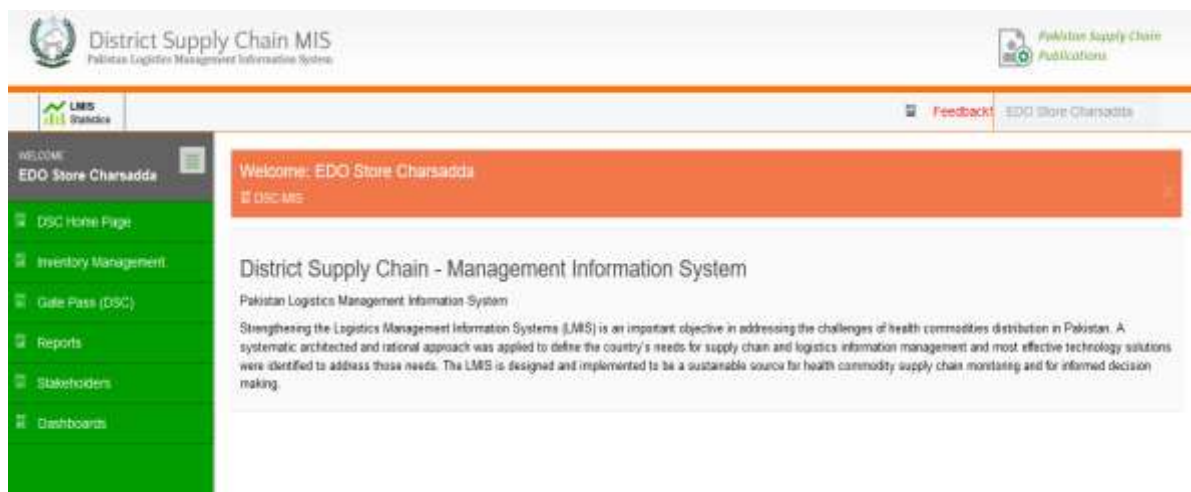 District Supply Chain MIS
Pakistan Logistics Management Information System
Pakistan Supply Chain
Publications
LMIS
Statistics
Feedback!
EDO Store Charsadda
WELCOME
EDO Store Charsadda
Welcome: EDO Store Charsadda
DSC MIS
DSC Home Page
Inventory Management
Gate Pass (DSC)
Reports
Stakeholders
Dashboards
District Supply Chain - Management Information System
Pakistan Logistics Management Information System
Strengthening the Logistics Management Information Systems (LMIS) is an important objective in addressing the challenges of health commodities distribution in Pakistan. A
systematic architected and rational approach was applied to define the country's needs for supply chain and logistics information management and most effective technology solutions
were identified to address those needs. The LMIS is designed and implemented to be a sustainable source for health commodity supply chain monitoring and for informed decision
making.